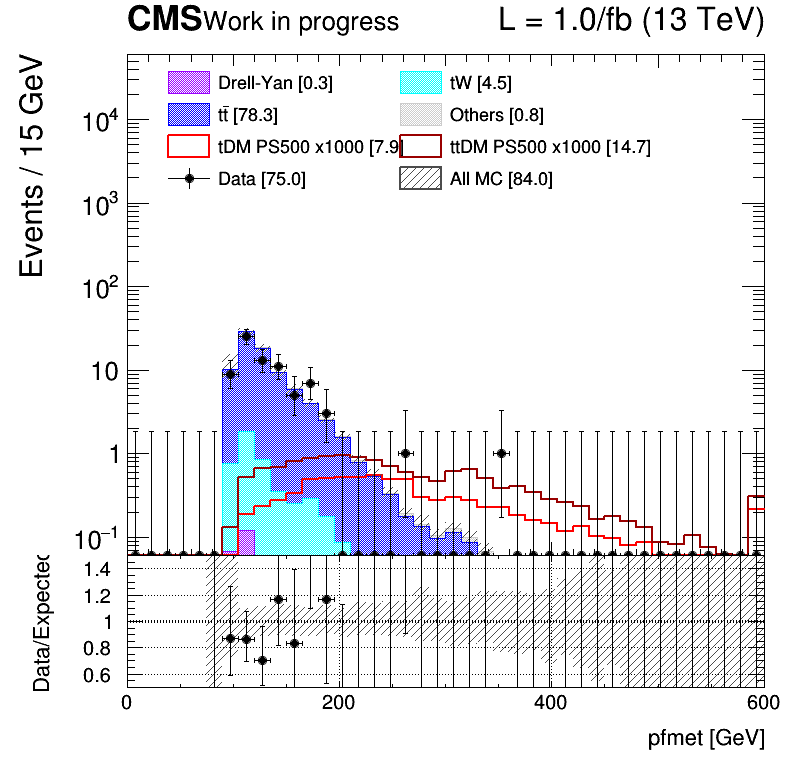 CMS Work in progress L = 1.0/fb (13 TeV)
Events / 15 GeV
Drell-Yan [0.3] tW [4.5]
tt̄ [78.3] Others [0.8]
tDM PS500 x1000 [7.9 ttDM PS500 x1000 [14.7]
Data [75.0] All MC [84.0]
10⁴
10³
10²
10
1
10⁻¹
Data/Expected
1.4
1.2
1
0.8
0.6
0 200 400 600
pfmet [GeV]